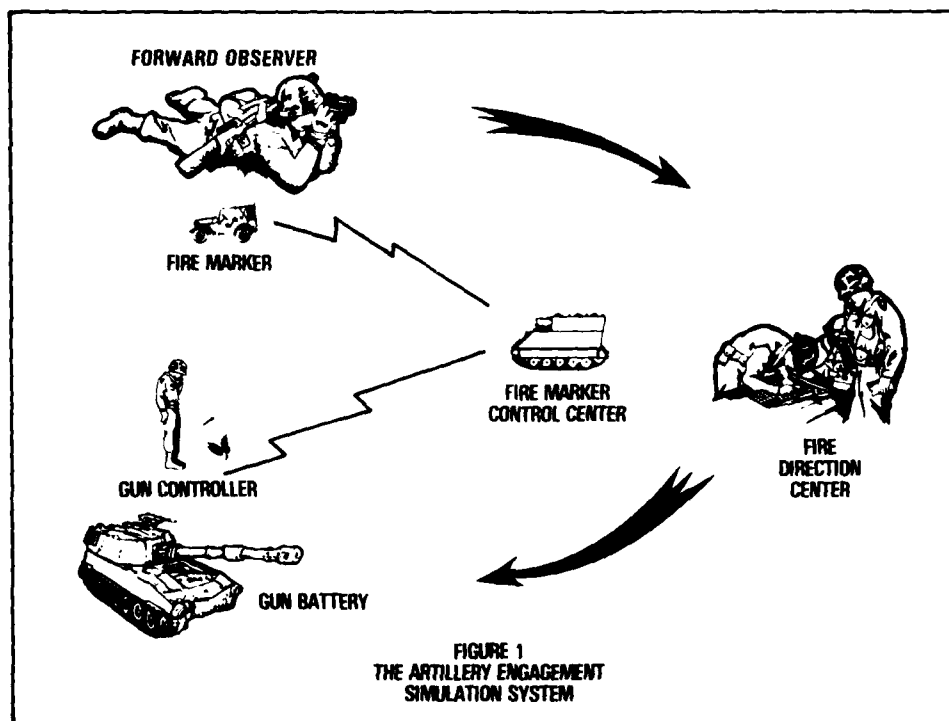 FORWARD OBSERVER
FIRE MARKER
FIRE MARKER
CONTROL CENTER
FIRE
DIRECTION
CENTER
GUN CONTROLLER
GUN BATTERY
FIGURE 1
THE ARTILLERY ENGAGEMENT
SIMULATION SYSTEM